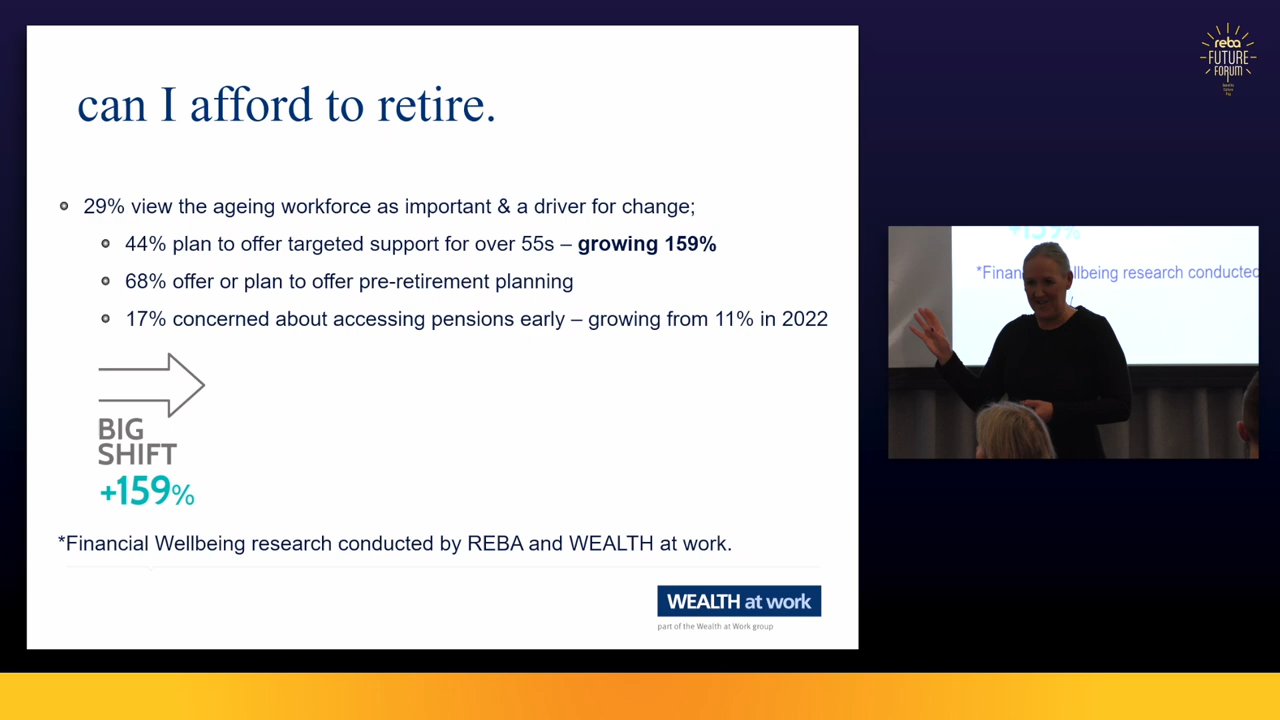 can I afford to retire.
29% view the ageing workforce as important & a driver for change;
44% plan to offer targeted support for over 55s – growing 159%
68% offer or plan to offer pre-retirement planning
17% concerned about accessing pensions early – growing from 11% in 2022
BIG
SHIFT
+159%
*Financial Wellbeing research conducted by REBA and WEALTH at work.
WEALTH at work
part of the Wealth at Work group
reba
FUTURE
FORUM
+159%
*Finan
llbeing research conducted